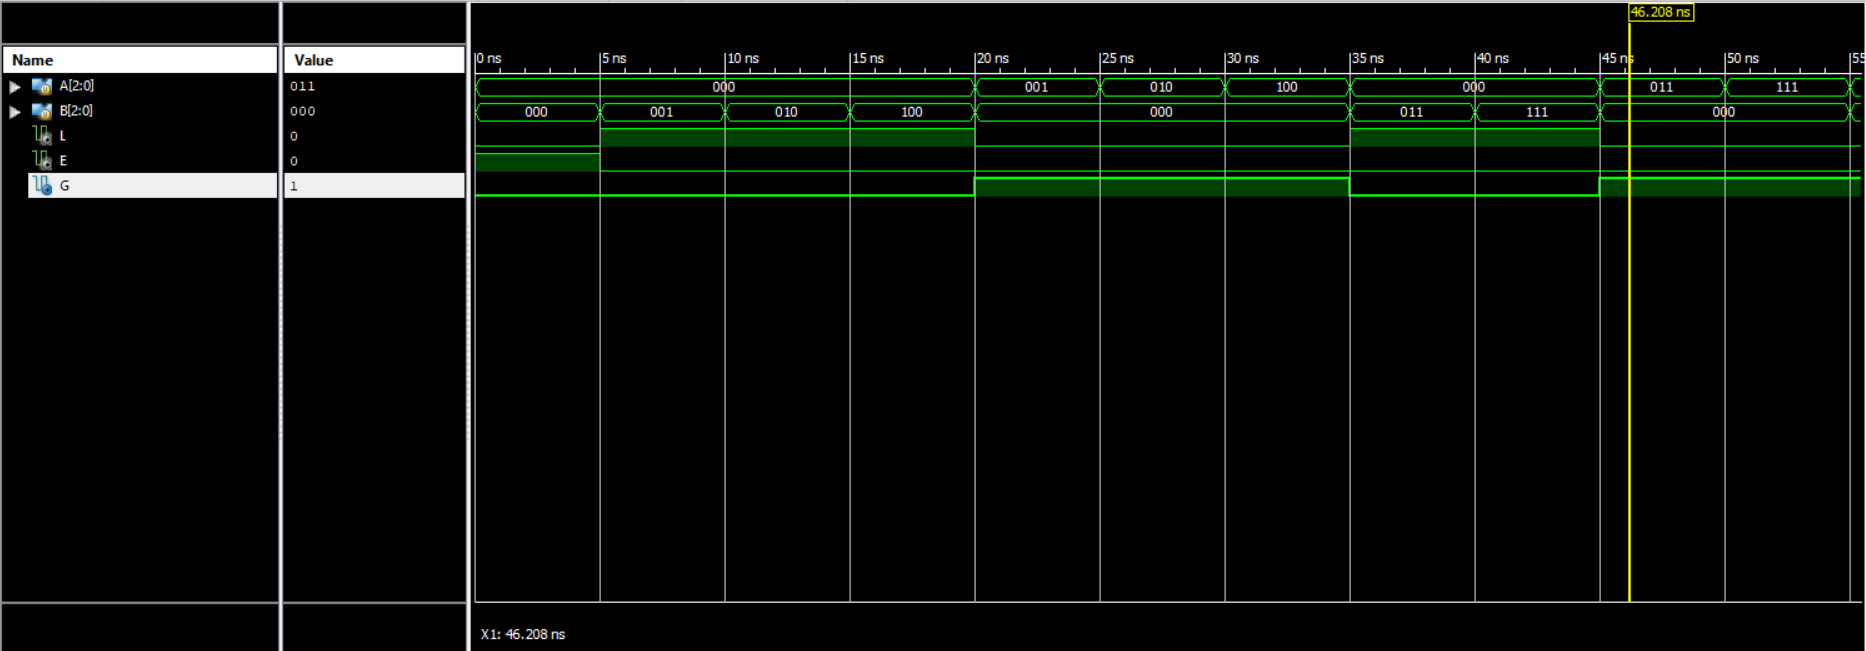 46.208 ns
Name Value
0 ns 5 ns 10 ns 15 ns 20 ns 25 ns 30 ns 35 ns 40 ns 45 ns 50 ns 55
A[2:0] 011 000 001 010 100 000 011 111
B[2:0] 000 000 001 010 100 000 011 111 000
L 0
E 0
G 1
X1: 46.208 ns